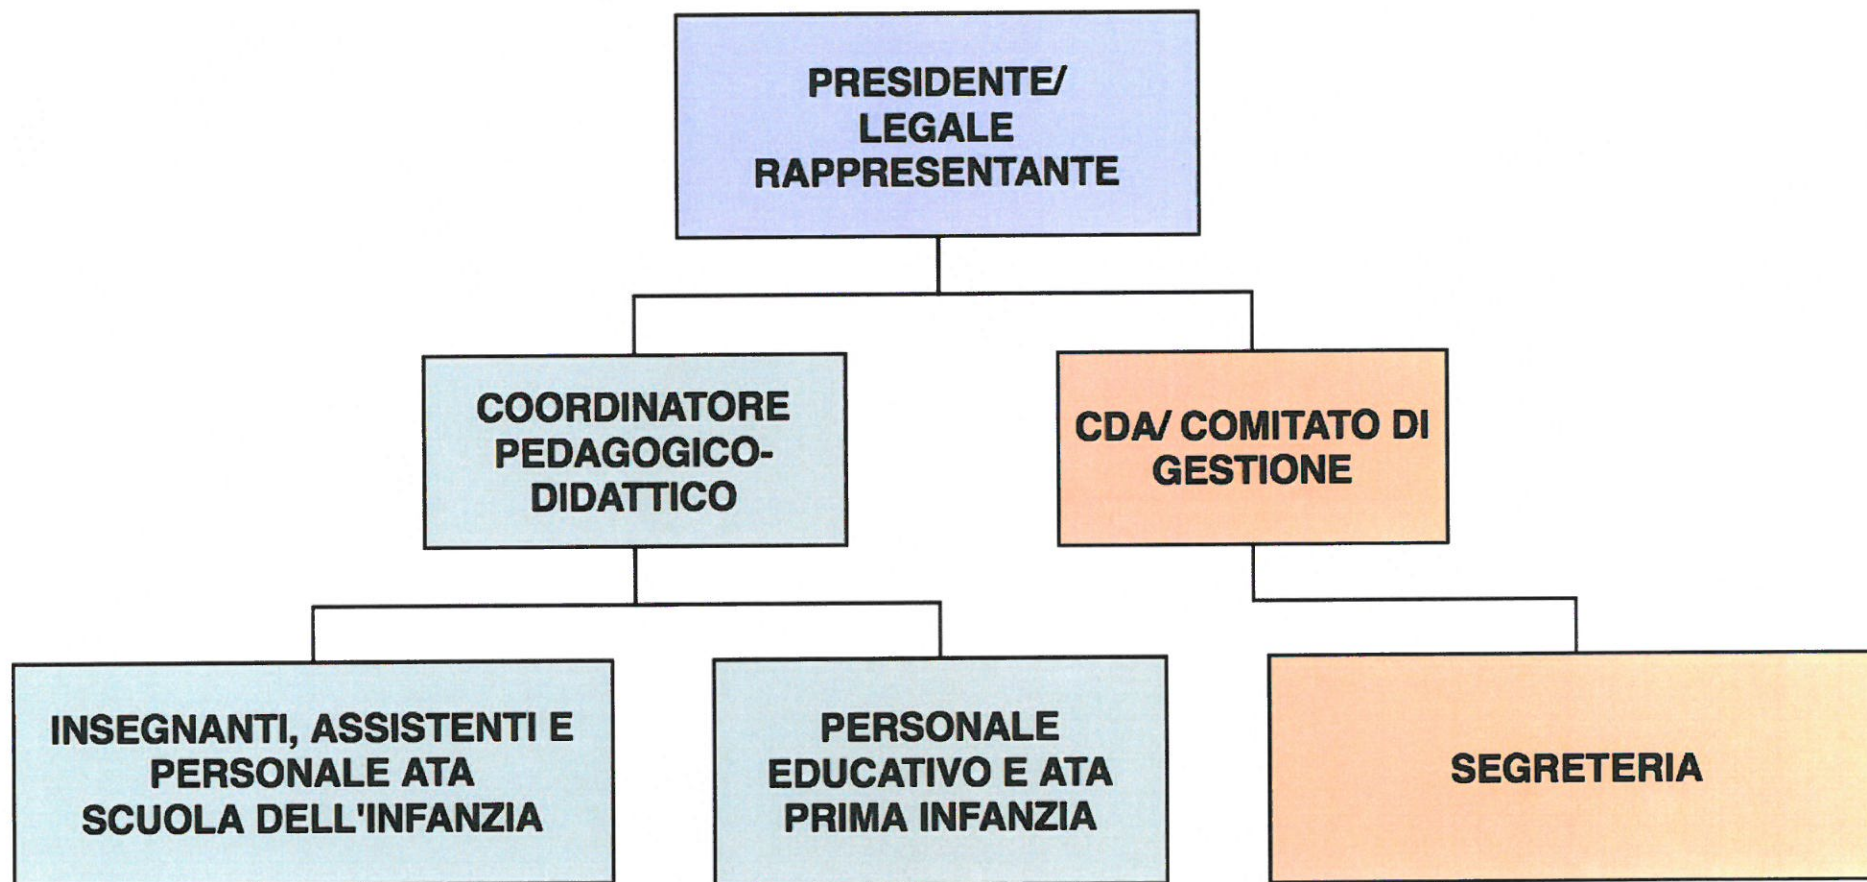 PRESIDENTE/
LEGALE
RAPPRESENTANTE
COORDINATORE
PEDAGOGICO-
DIDATTICO
CDA/ COMITATO DI
GESTIONE
INSEGNANTI, ASSISTENTI E
PERSONALE ATA
SCUOLA DELL'INFANZIA
PERSONALE
EDUCATIVO E ATA
PRIMA INFANZIA
SEGRETERIA